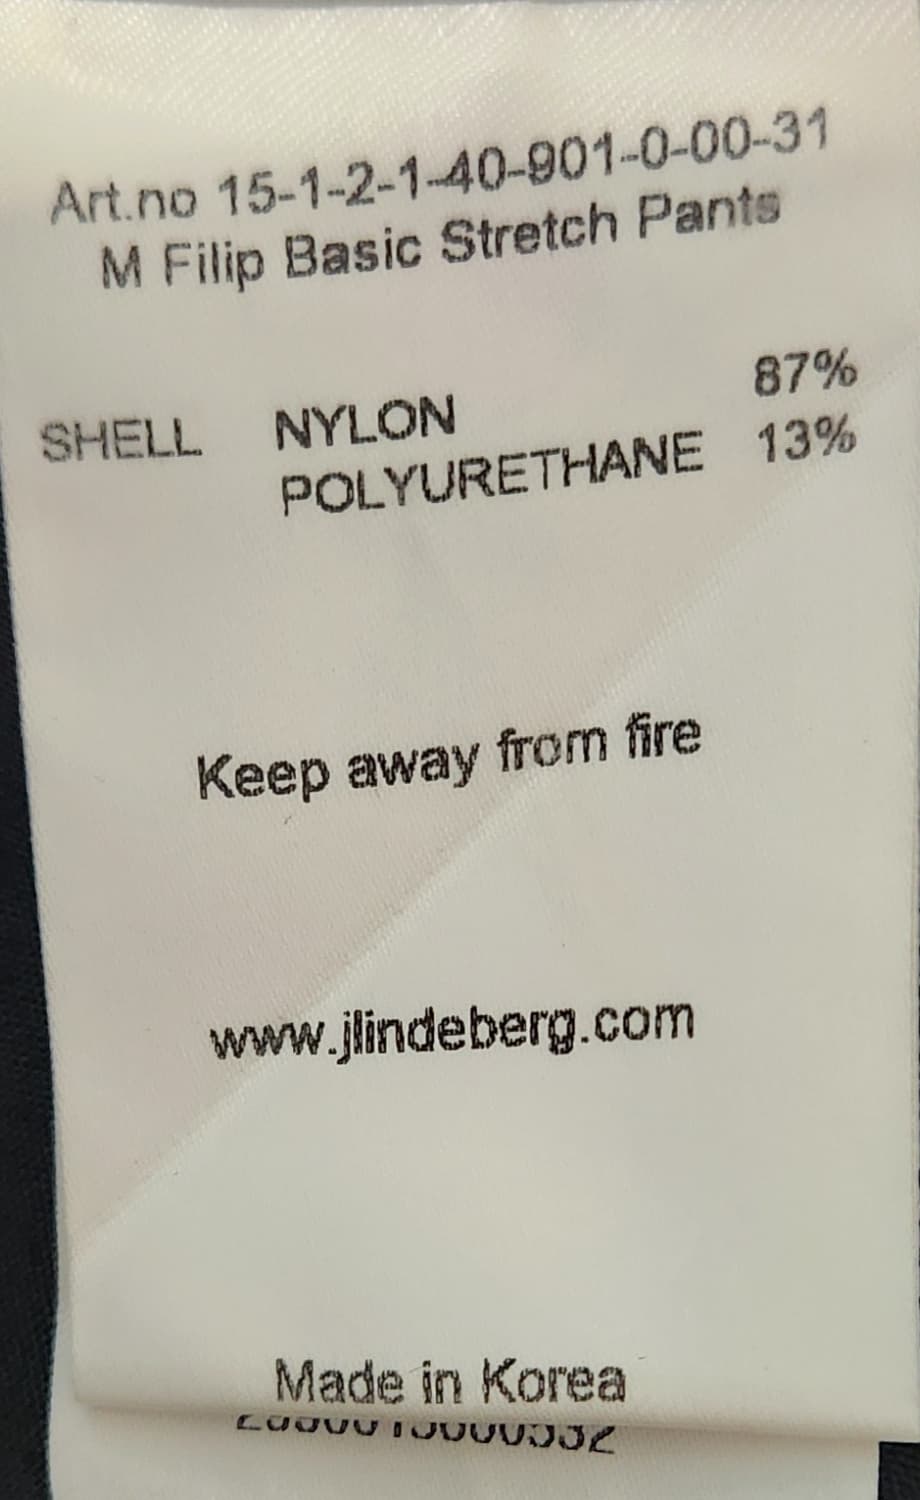 Art.no 15-1-2-1-40-901-0-00-31
M Filip Basic Stretch Pants
SHELL NYLON 87%
POLYURETHANE 13%
Keep away from fire
www.jlindeberg.com
Made in Korea